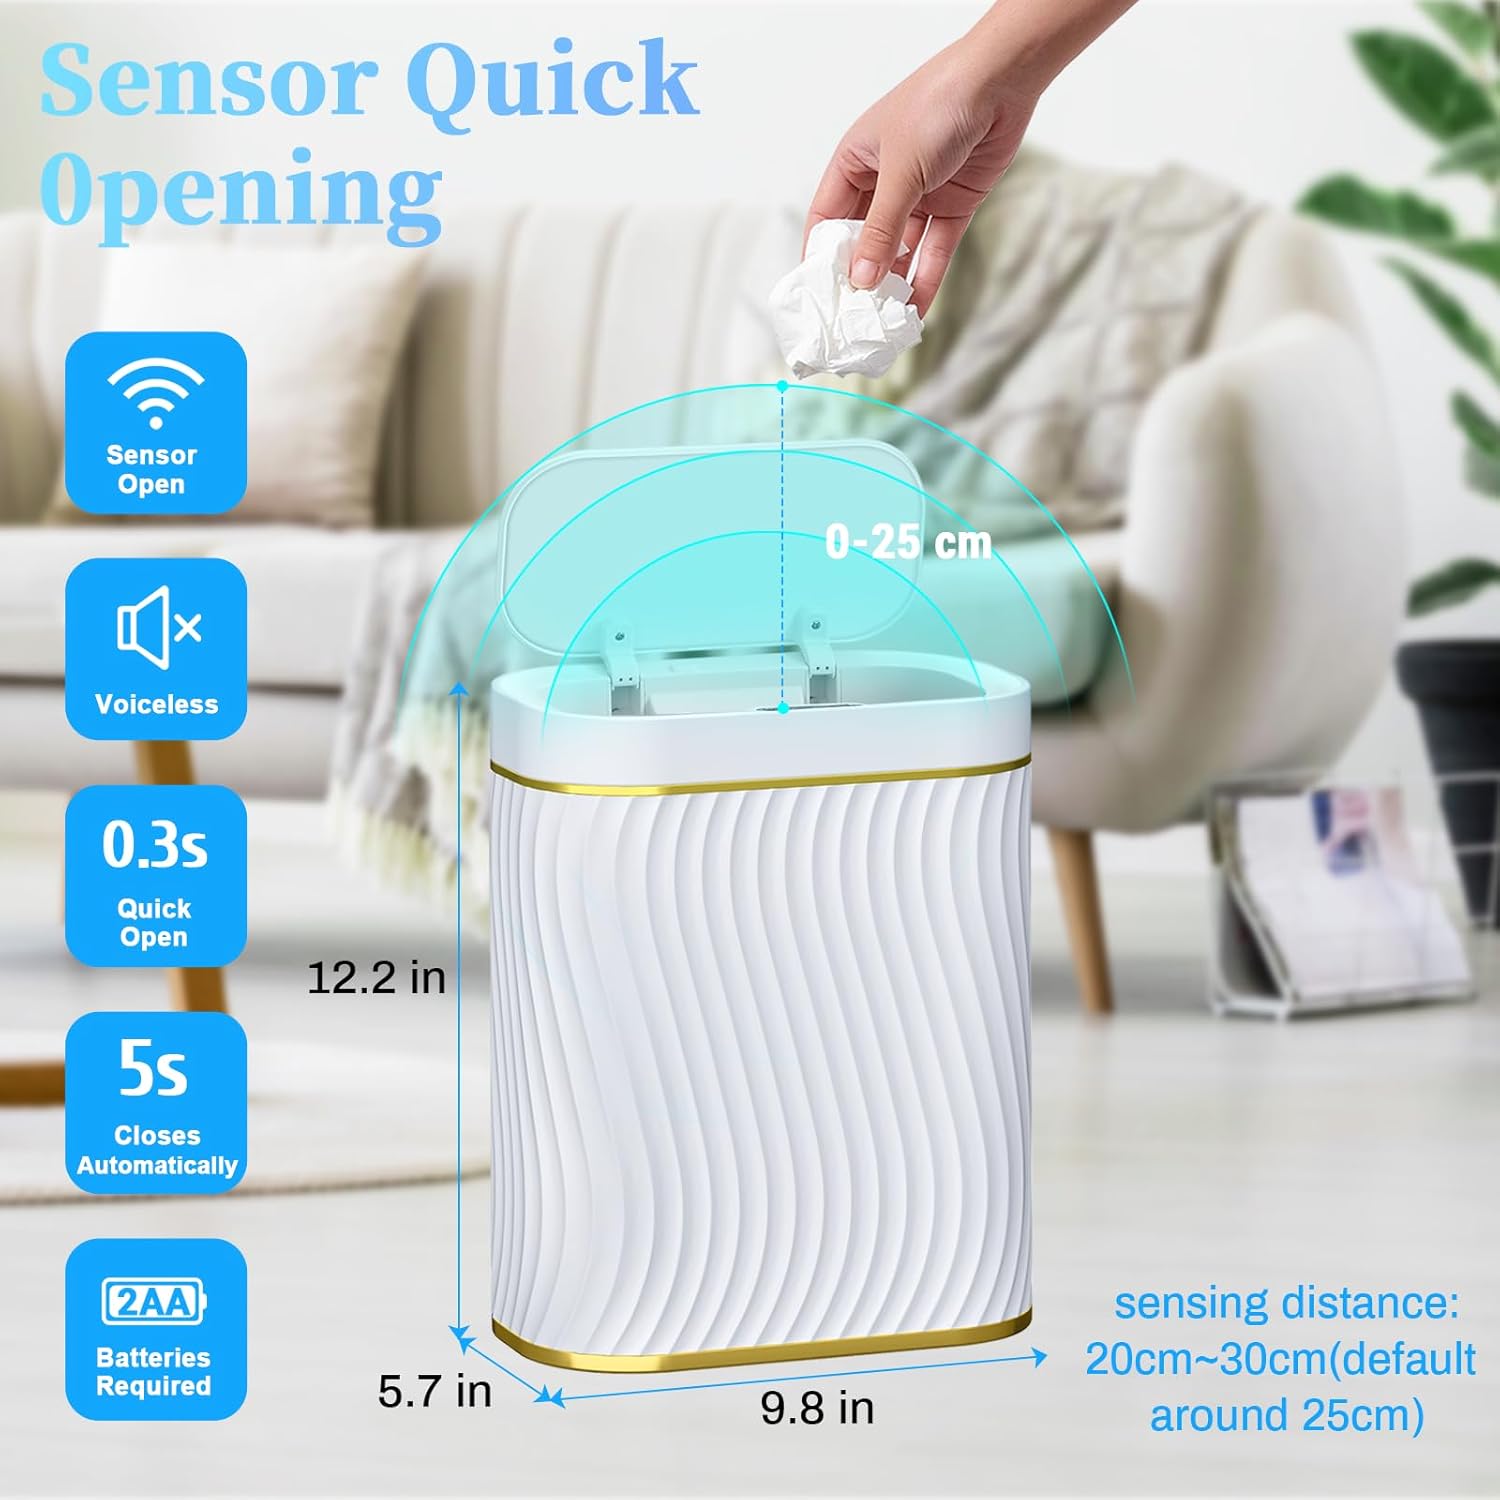 Sensor Quick
Opening
Sensor
Open
Voiceless
0.3s
Quick
Open
5s
Closes
Automatically
2AA
Batteries
Required
0-25 cm
12.2 in
5.7 in
9.8 in
sensing distance:
20cm~30cm(default
around 25cm)